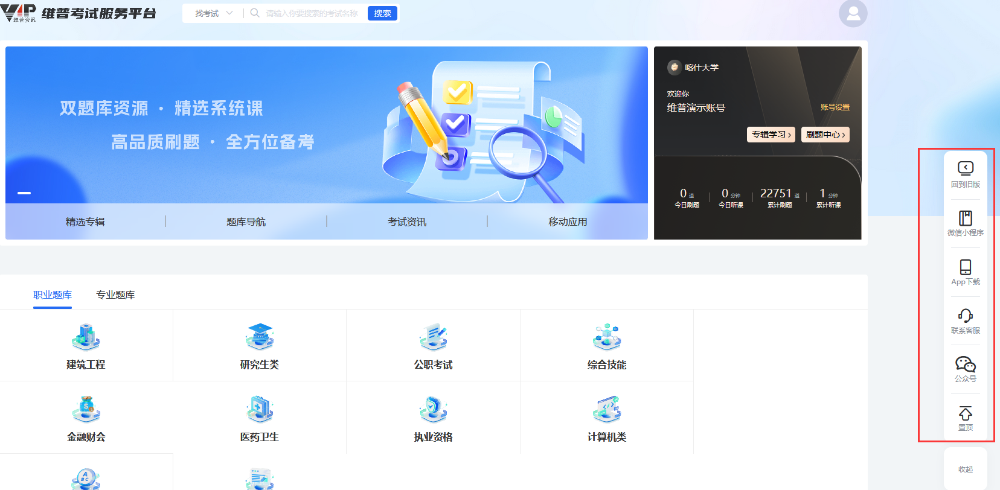 VIP 维普资讯 维普考试服务平台
找考试 请输入你要搜索的考试名称 搜索
双题库资源 · 精选系统课
高品质刷题 · 全方位备考
精选专辑 题库导航 考试资讯 移动应用
喀什大学
欢迎你
维普演示账号 账号设置
专辑学习 › 刷题中心 ›
0 道 0 分钟 22751 道 1 分钟
今日刷题 今日听课 累计刷题 累计听课
职业题库 专业题库
建筑工程 研究生类 公职考试 综合技能
金融财会 医药卫生 执业资格 计算机类
A
BC
回到旧版
微信小程序
App下载
联系客服
公众号
置顶
收起